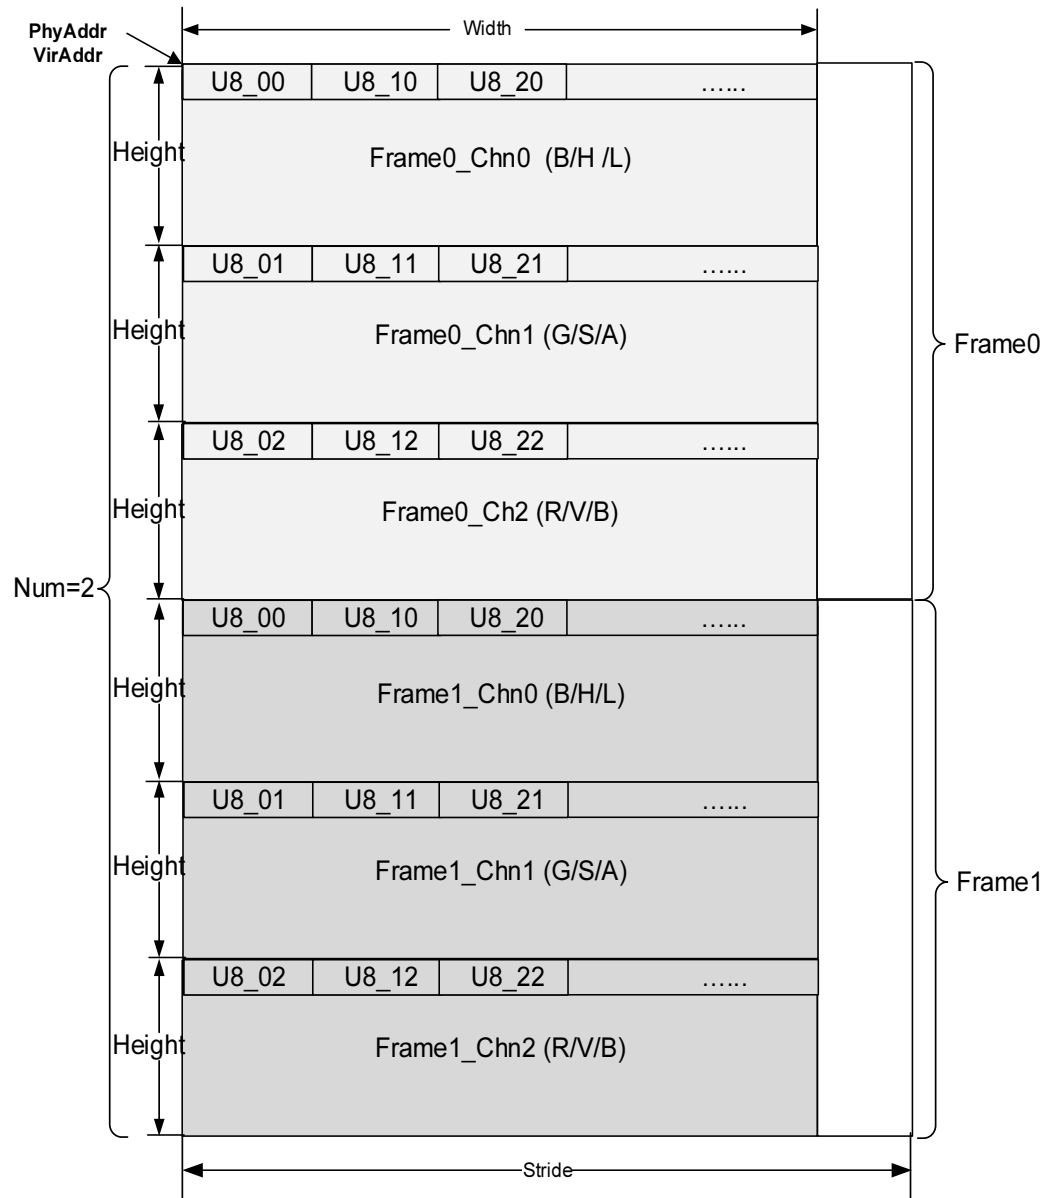 PhyAddr
VirAddr
Width
U8_00 U8_10 U8_20 ......
Height
Frame0_Chn0 (B/H /L)
U8_01 U8_11 U8_21 ......
Height
Frame0_Chn1 (G/S/A)
Frame0
U8_02 U8_12 U8_22 ......
Height
Frame0_Ch2 (R/V/B)
Num=2
U8_00 U8_10 U8_20 ......
Height
Frame1_Chn0 (B/H/L)
U8_01 U8_11 U8_21 ......
Height
Frame1_Chn1 (G/S/A)
Frame1
U8_02 U8_12 U8_22 ......
Height
Frame1_Chn2 (R/V/B)
Stride